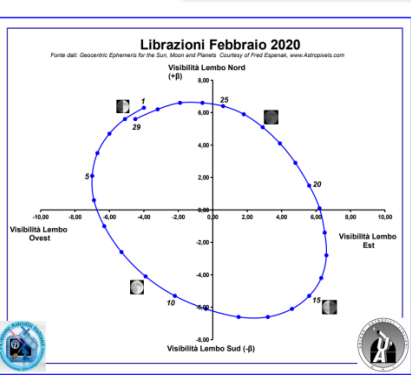 Librazioni Febbraio 2020
Fonte dati: Geocentric Ephemeris for the Sun, Moon and Planets Courtesy of Fred Espenak, www.Astropixels.com
Visibilità Lembo Nord
(+β)
8,00
1
25
6,00
29
4,00
5
2,00
20
-10,00 -8,00 -6,00 -4,00 -2,00 0,00 2,00 4,00 6,00 8,00 10,00
Visibilità Lembo
Ovest
Visibilità Lembo
Est
-2,00
-4,00
10
15
-6,00
-8,00
Visibilità Lembo Sud (-β)